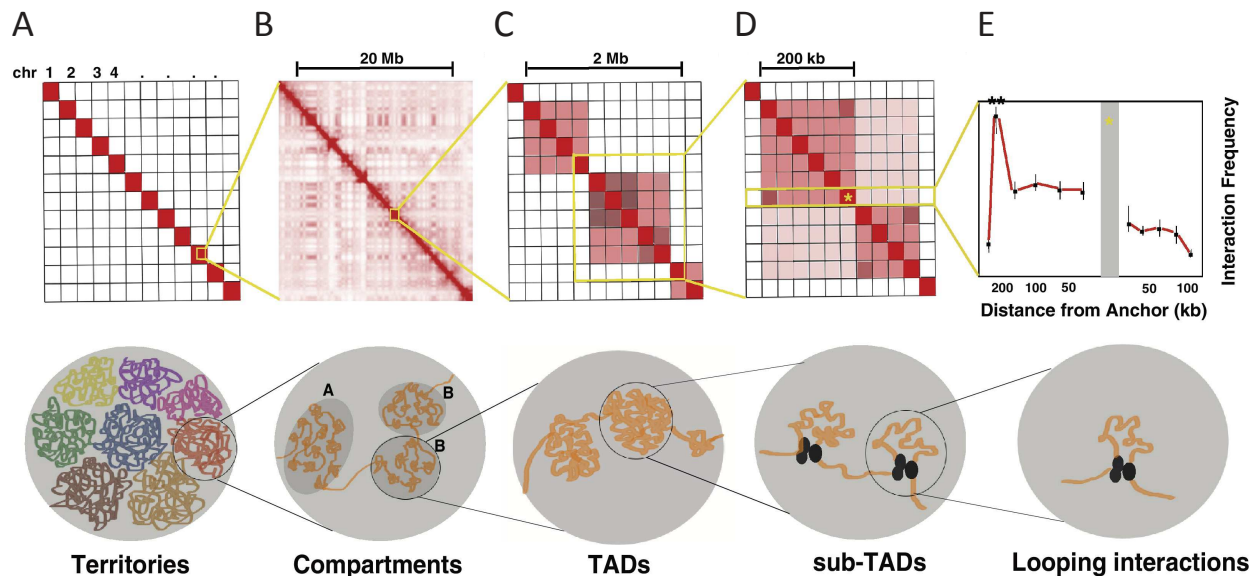 A B C D E
20 Mb 2 Mb 200 kb
chr 1 2 3 4 . . . .
**
*
*
Interaction Frequency
200 100 50 50 100
Distance from Anchor (kb)
A
B
B
Territories Compartments TADs sub-TADs Looping interactions